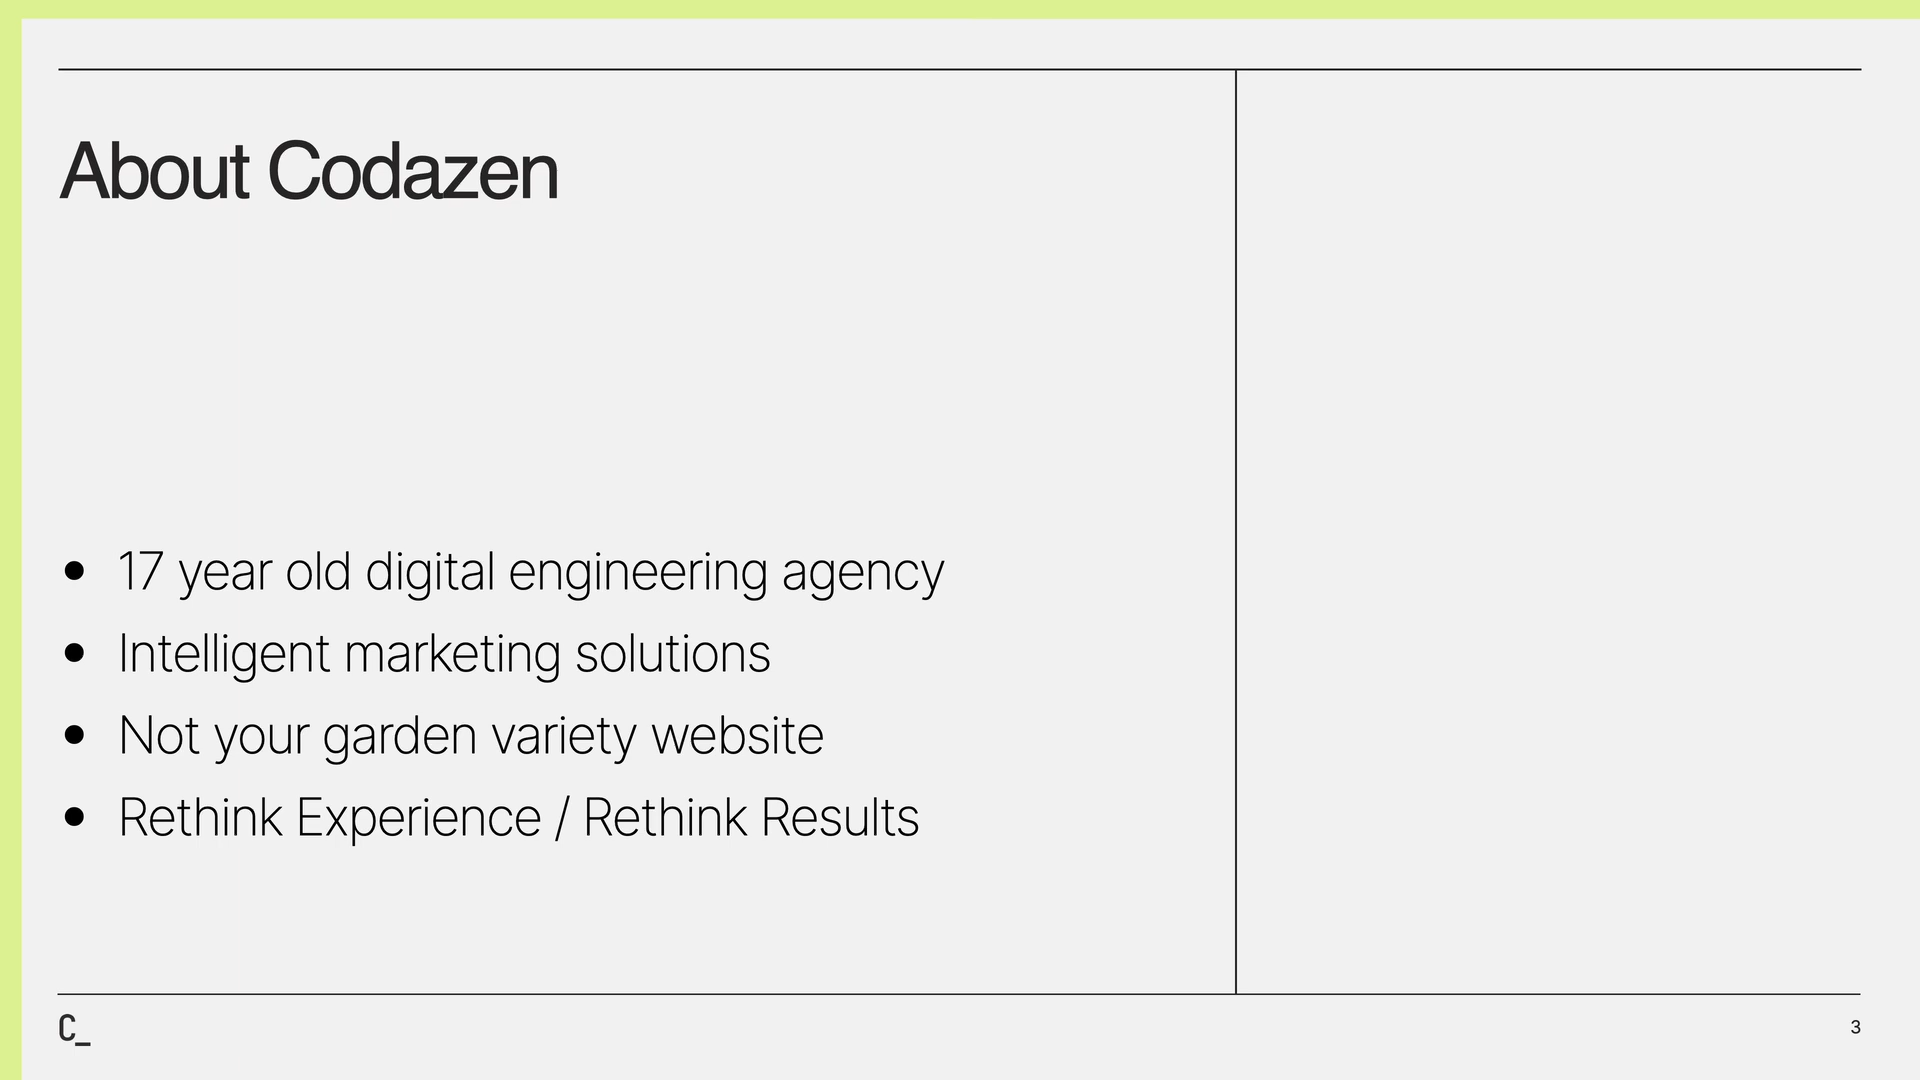 About Codazen
• 17 year old digital engineering agency
• Intelligent marketing solutions
• Not your garden variety website
• Rethink Experience / Rethink Results
C_
3